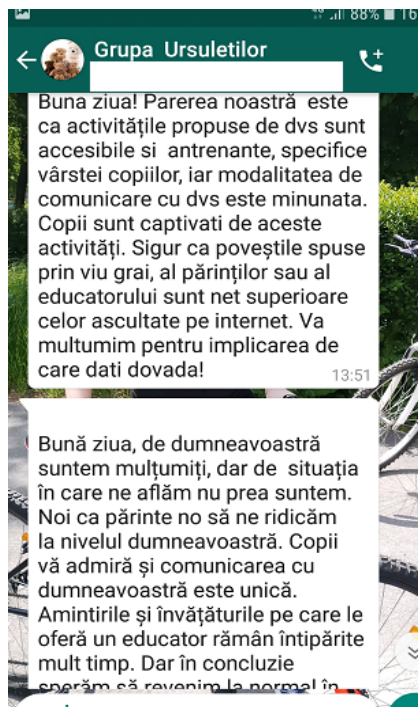 88%
Grupa Ursuletilor
Buna ziua! Parerea noastră este
ca activitățile propuse de dvs sunt
accesibile si antrenante, specifice
vârstei copiilor, iar modalitatea de
comunicare cu dvs este minunata.
Copii sunt captivati de aceste
activități. Sigur ca poveștile spuse
prin viu grai, al părinților sau al
educatorului sunt net superioare
celor ascultate pe internet. Va
multumim pentru implicarea de
care dati dovada!
13:51
Bună ziua, de dumneavoastră
suntem mulțumiți, dar de situația
în care ne aflăm nu prea suntem.
Noi ca părinte no să ne ridicăm
la nivelul dumneavoastră. Copii
vă admiră și comunicarea cu
dumneavoastră este unică.
Amintirile și învățăturile pe care le
oferă un educator rămân întipărite
mult timp. Dar în concluzie
sperăm să revenim la normal în